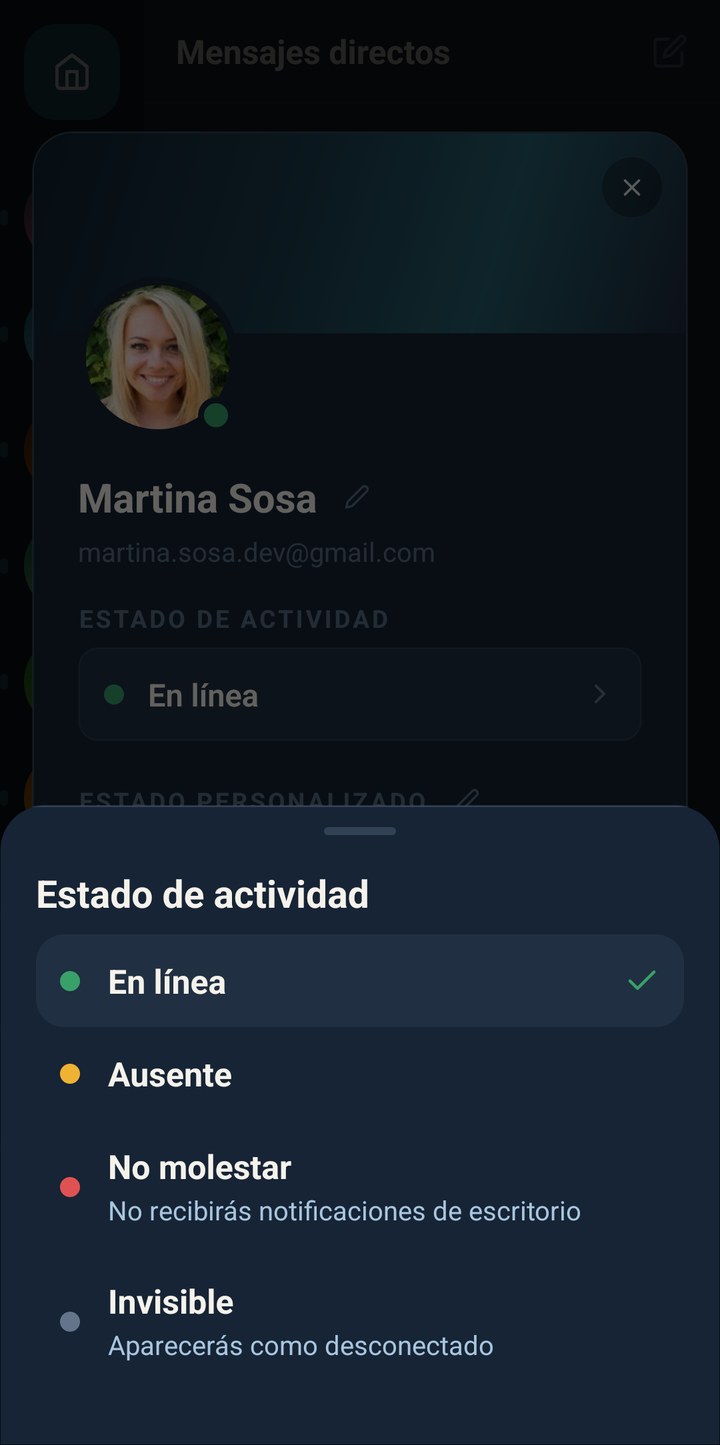 Mensajes directos
Martina Sosa
martina.sosa.dev@gmail.com
ESTADO DE ACTIVIDAD
En línea
ESTADO PERSONALIZADO
Estado de actividad
En línea
Ausente
No molestar
No recibirás notificaciones de escritorio
Invisible
Aparecerás como desconectado